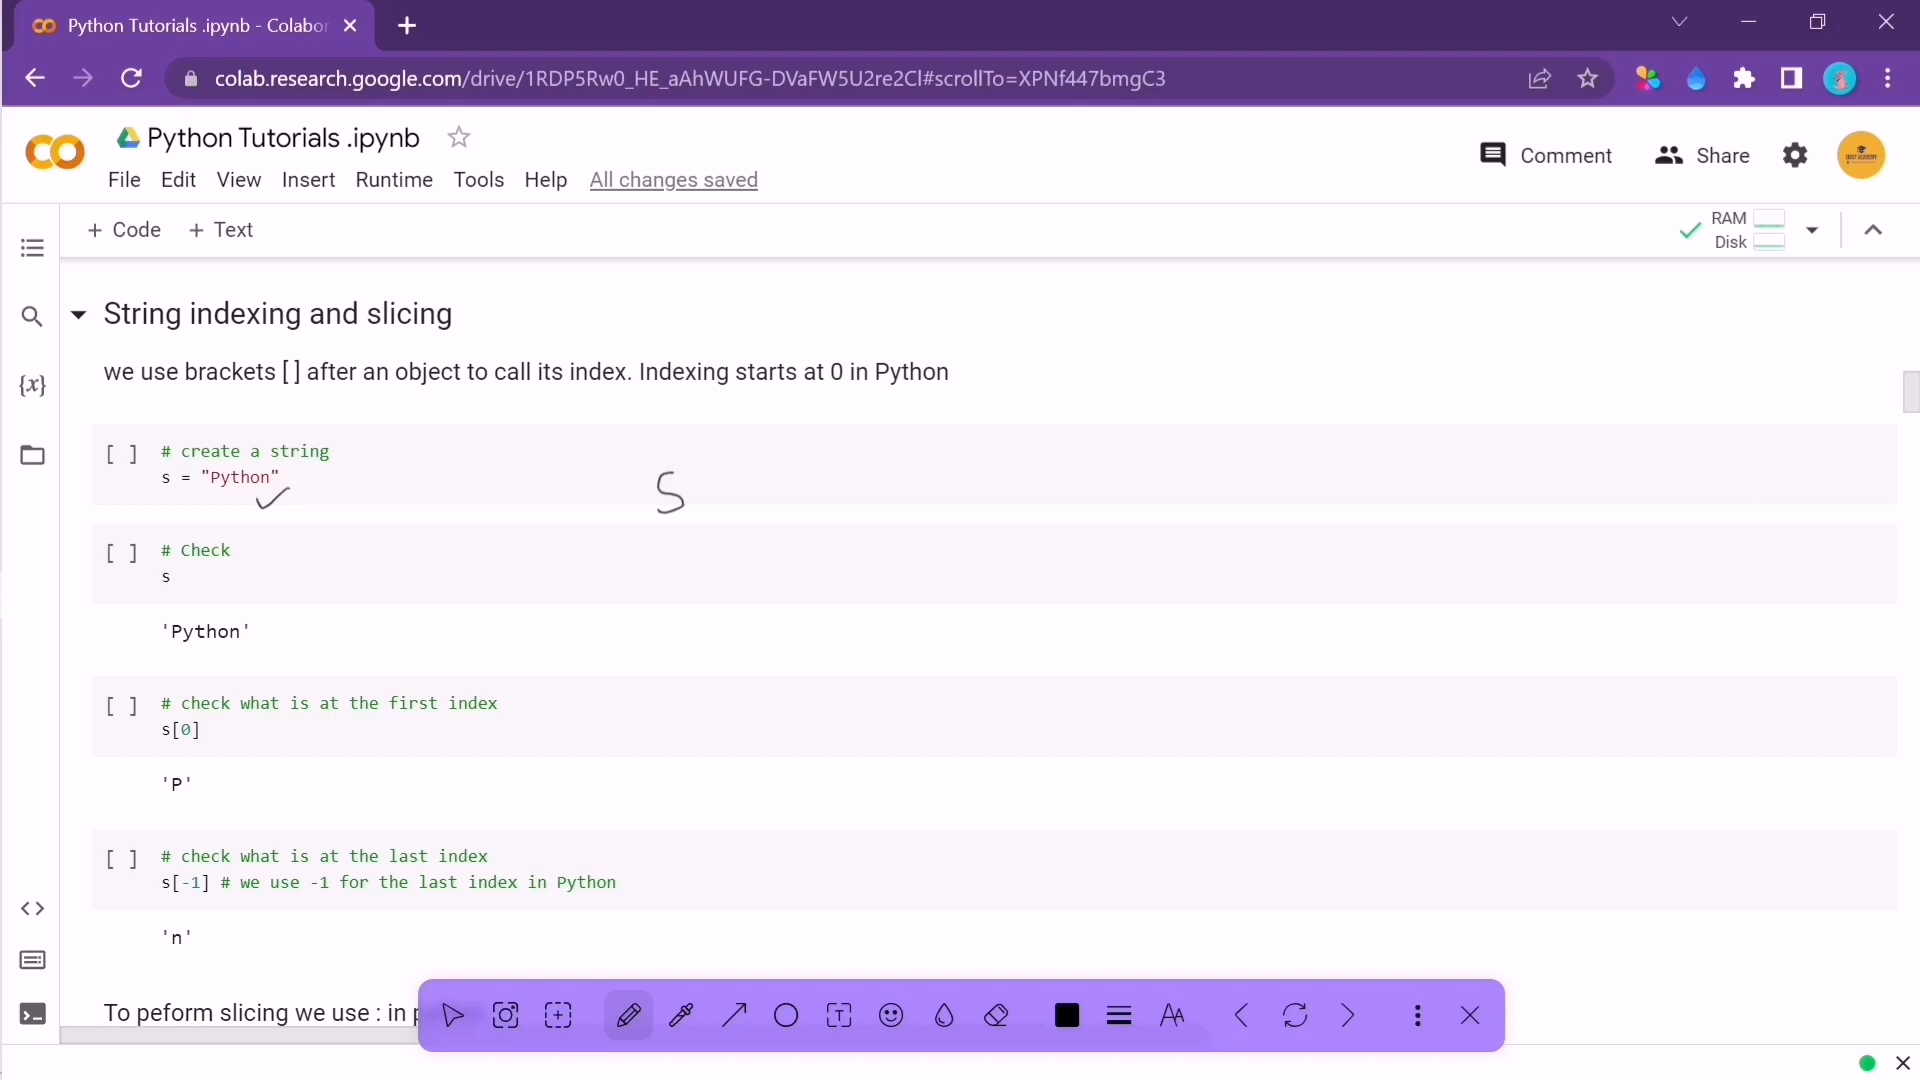 Python Tutorials .ipynb - Colabor
colab.research.google.com/drive/1RDP5Rw0_HE_aAhWUFG-DVaFW5U2re2Cl#scrollTo=XPNf447bmgC3
Python Tutorials .ipynb
Comment
Share
File Edit View Insert Runtime Tools Help All changes saved
+ Code + Text
RAM
Disk
String indexing and slicing
we use brackets [ ] after an object to call its index. Indexing starts at 0 in Python
[ ] # create a string
s = "Python"
S
[ ] # Check
s
'Python'
[ ] # check what is at the first index
s[0]
'P'
[ ] # check what is at the last index
s[-1] # we use -1 for the last index in Python
'n'
To peform slicing we use : in